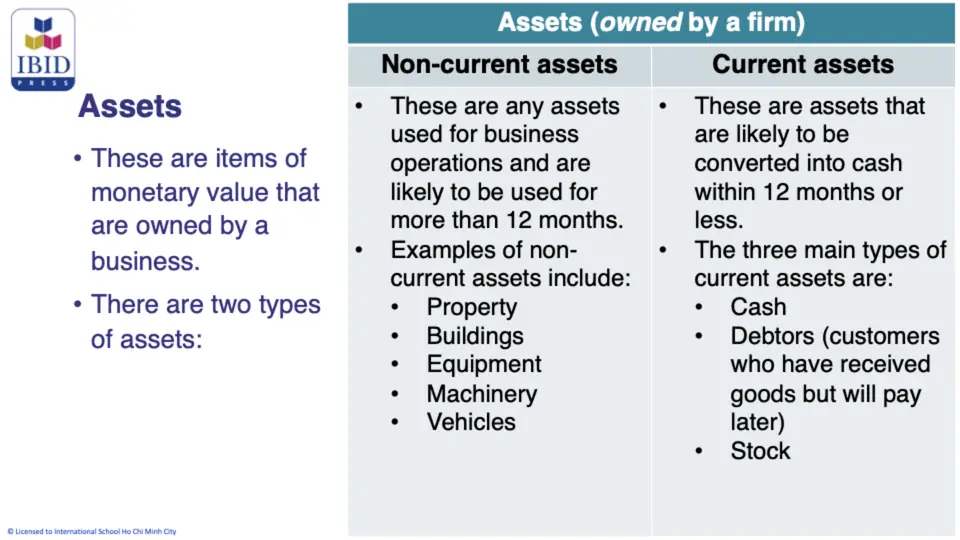 IBID
PRESS
Assets
• These are items of
monetary value that
are owned by a
business.
• There are two types
of assets:
Assets (owned by a firm)
Non-current assets
• These are any assets
used for business
operations and are
likely to be used for
more than 12 months.
• Examples of non-
current assets include:
• Property
• Buildings
• Equipment
• Machinery
• Vehicles
Current assets
• These are assets that
are likely to be
converted into cash
within 12 months or
less.
• The three main types of
current assets are:
• Cash
• Debtors (customers
who have received
goods but will pay
later)
• Stock
© Licensed to International School Ho Chi Minh City